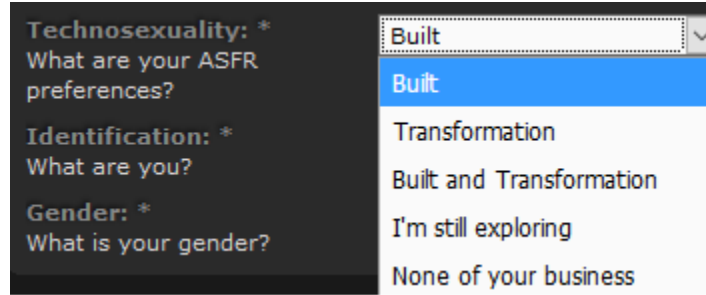 Technosexuality: *
What are your ASFR
preferences?
Identification: *
What are you?
Gender: *
What is your gender?
Built
Built
Transformation
Built and Transformation
I'm still exploring
None of your business